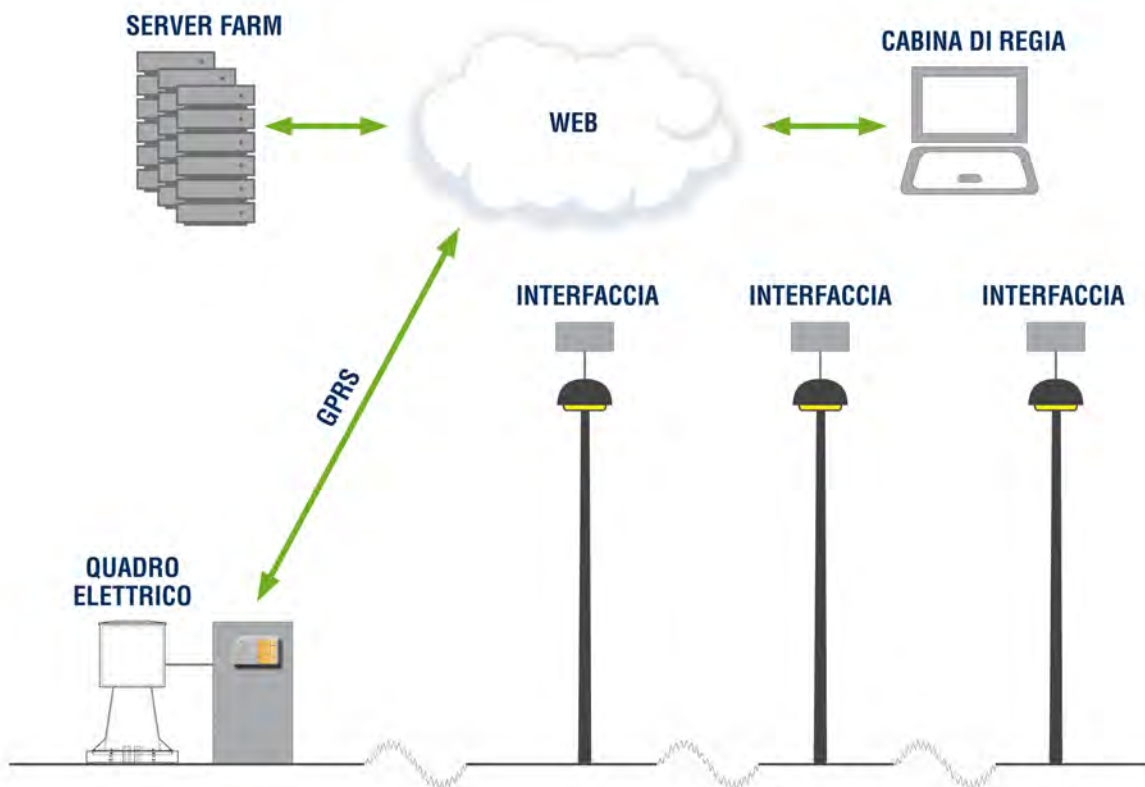 SERVER FARM
WEB
CABINA DI REGIA
INTERFACCIA
INTERFACCIA
INTERFACCIA
GPRS
QUADRO
ELETTRICO